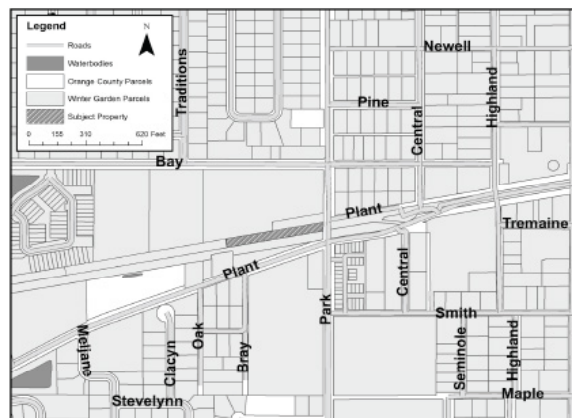 Legend
N
Roads
Waterbodies
Orange County Parcels
Winter Garden Parcels
Subject Property
0 155 310 620 Feet
Traditions
Newell
Pine
Central
Highland
Bay
Plant
Tremaine
Plant
Central
Park
Smith
Meljane
Clacyn
Oak
Bray
Seminole
Highland
Stevelynn
Maple